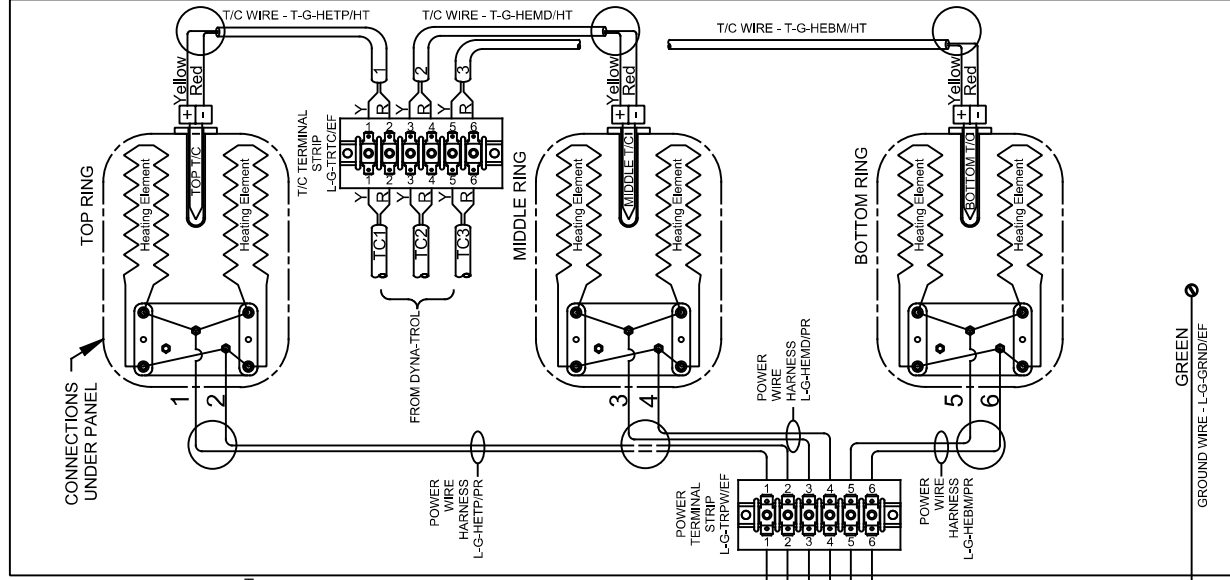 T/C WIRE - T-G-HETP/HT
T/C WIRE - T-G-HEMD/HT
T/C WIRE - T-G-HEBM/HT
Yellow
Red
+ -
1
2
3
Y R Y R Y R
1 2 3 4 5 6
1 2 3 4 5 6
Y R Y R Y R
T/C TERMINAL
STRIP
L-G-TRTC/EF
TC1
TC2
TC3
FROM DYNA-TROL
TOP RING
Heating Element
TOP T/C
Heating Element
Yellow
Red
+ -
MIDDLE RING
Heating Element
MIDDLE T/C
Heating Element
Yellow
Red
+ -
BOTTOM RING
Heating Element
BOTTOM T/C
Heating Element
CONNECTIONS
UNDER PANEL
1
2
3
4
5
6
POWER
WIRE
HARNESS
L-G-HETP/PR
POWER
WIRE
HARNESS
L-G-HEMD/PR
POWER
TERMINAL
STRIP
L-G-TRPW/EF
1 2 3 4 5 6
1 2 3 4 5 6
POWER
WIRE
HARNESS
L-G-HEBM/PR
GREEN
GROUND WIRE - L-G-GRND/EF